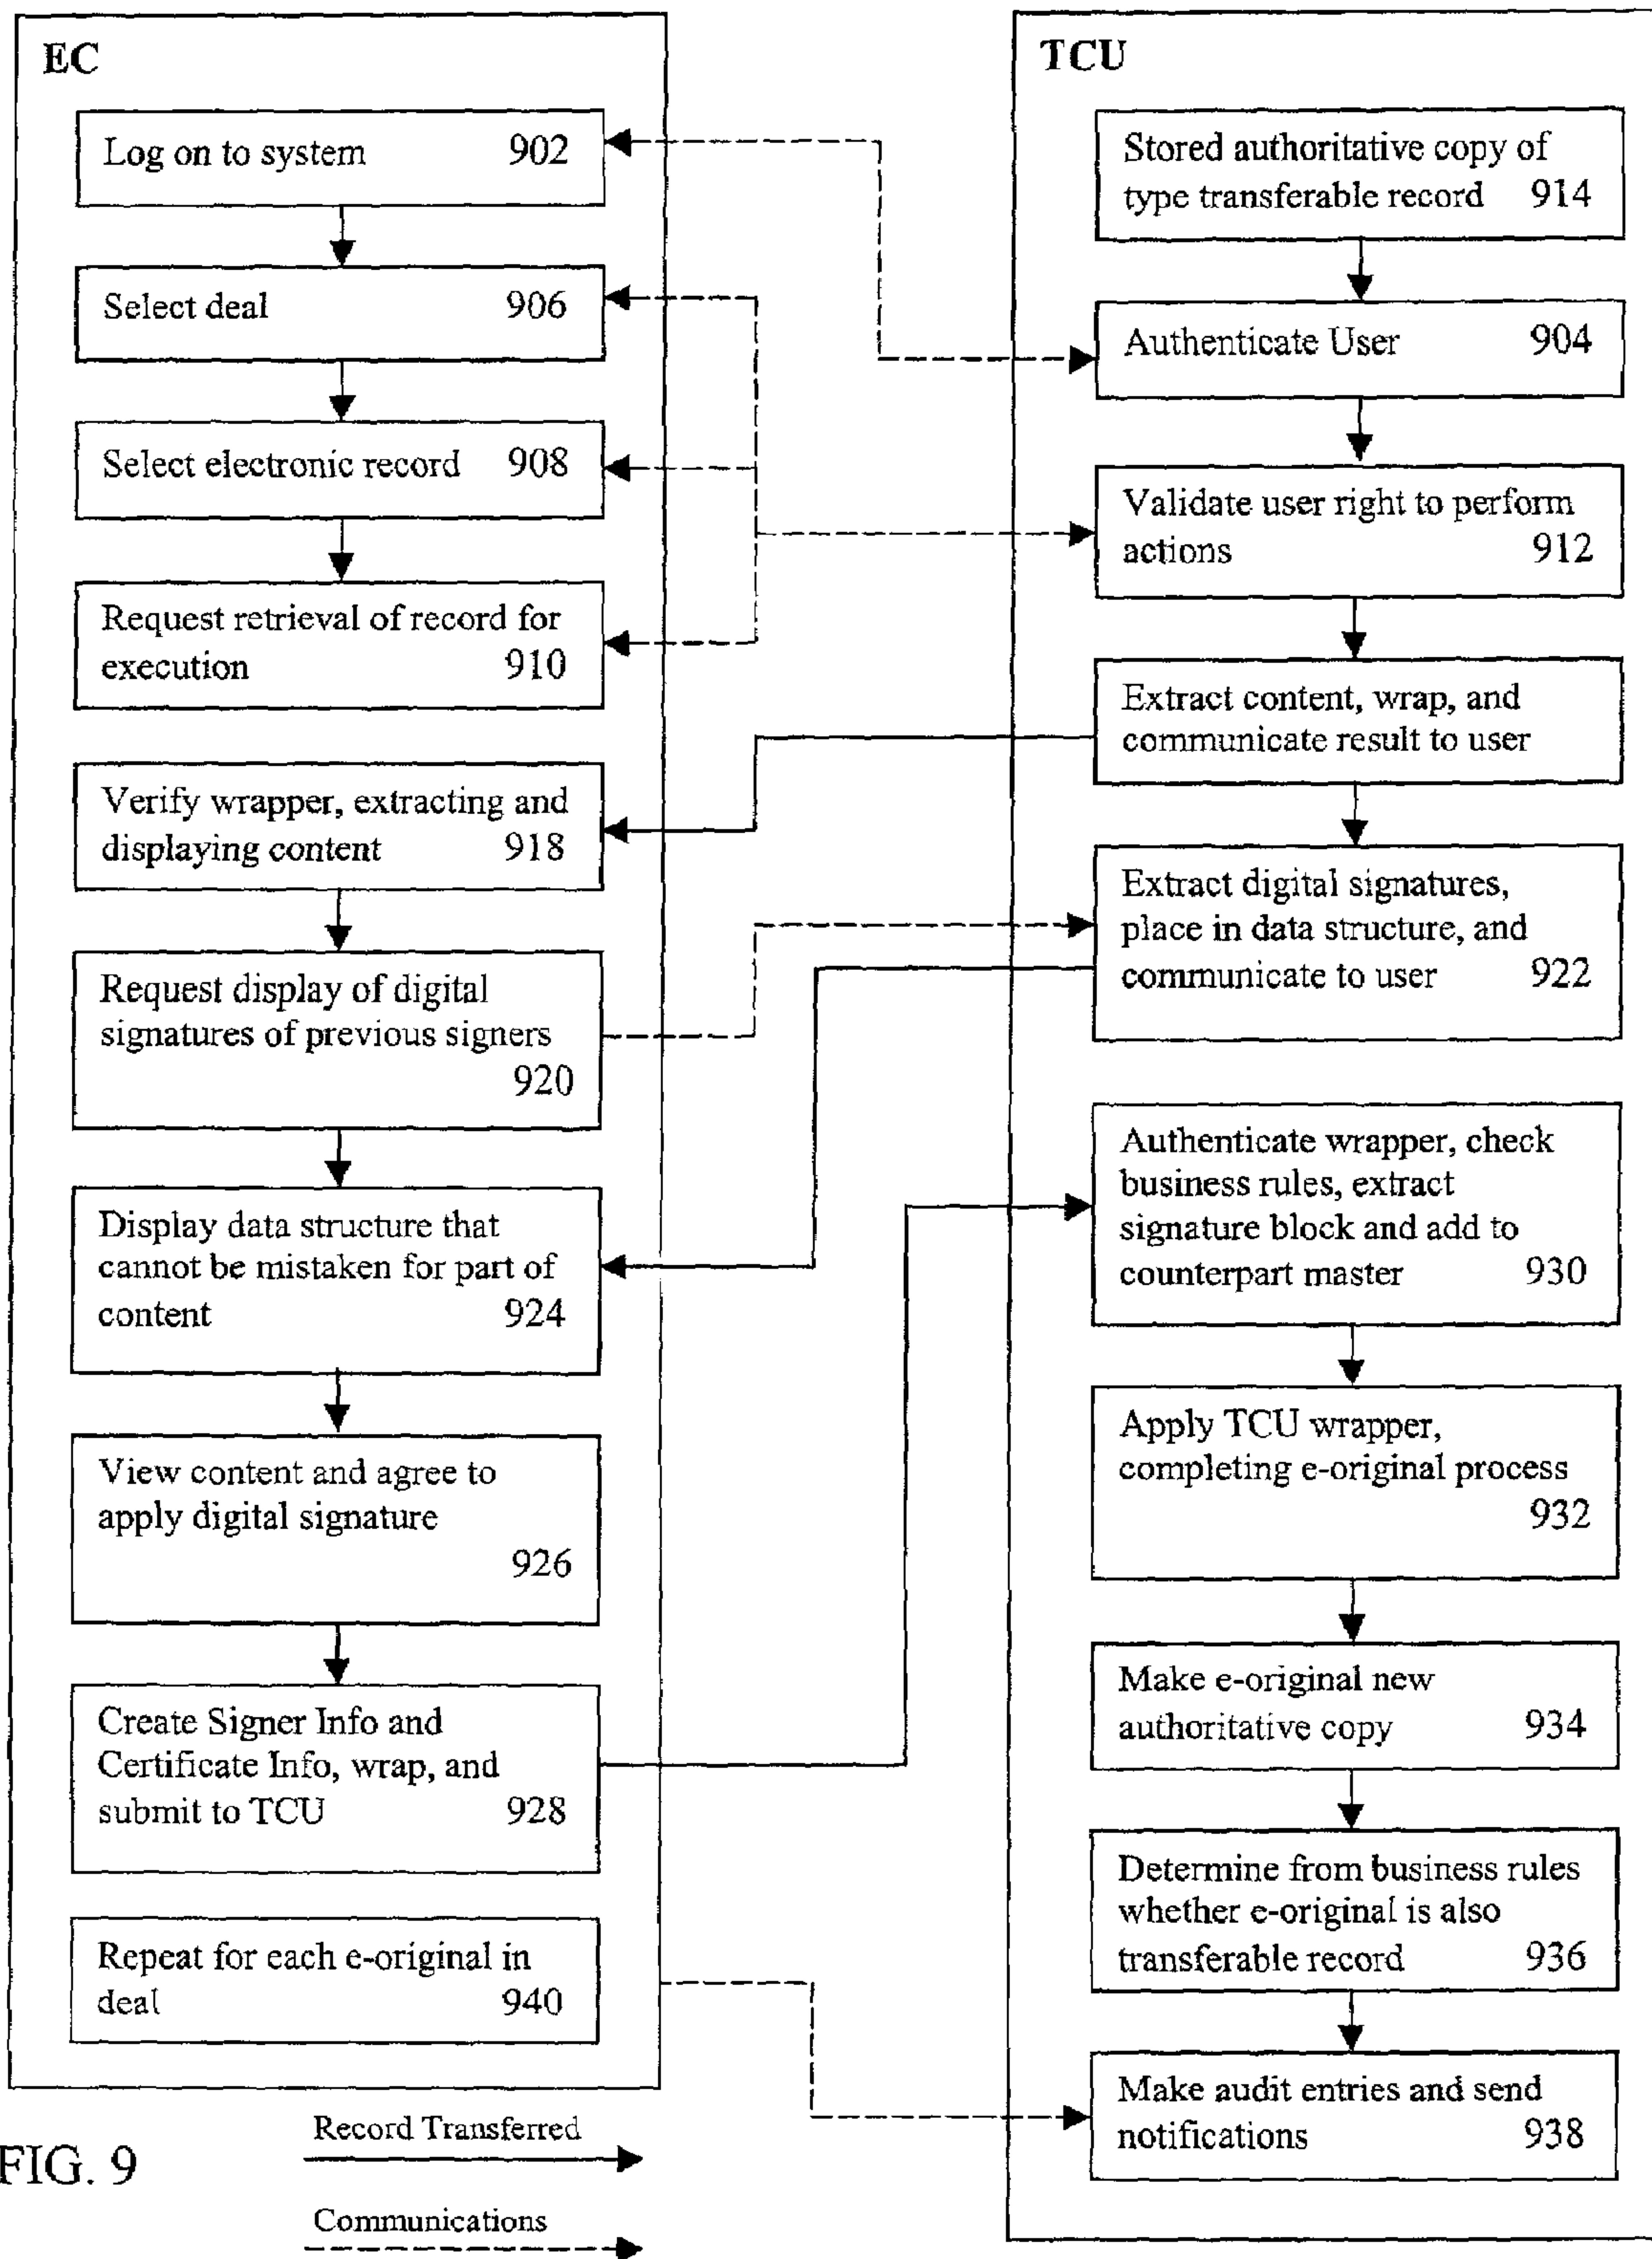 EC
Log on to system 902
Select deal 906
Select electronic record 908
Request retrieval of record for
execution 910
Verify wrapper, extracting and
displaying content 918
Request display of digital
signatures of previous signers
920
Display data structure that
cannot be mistaken for part of
content 924
View content and agree to
apply digital signature
926
Create Signer Info and
Certificate Info, wrap, and
submit to TCU 928
Repeat for each e-original in
deal 940
TCU
Stored authoritative copy of
type transferable record 914
Authenticate User 904
Validate user right to perform
actions 912
Extract content, wrap, and
communicate result to user
Extract digital signatures,
place in data structure, and
communicate to user 922
Authenticate wrapper, check
business rules, extract
signature block and add to
counterpart master 930
Apply TCU wrapper,
completing e-original process
932
Make e-original new
authoritative copy 934
Determine from business rules
whether e-original is also
transferable record 936
Make audit entries and send
notifications 938
FIG. 9
Record Transferred
Communications